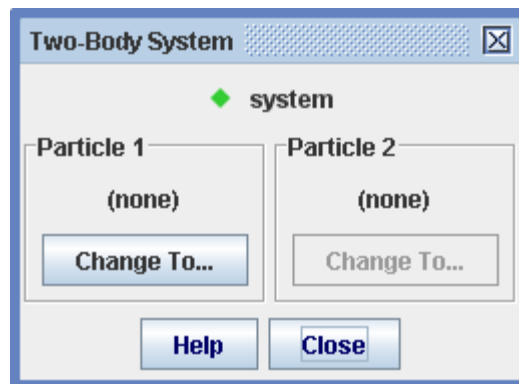 Two-Body System
system
Particle 1 Particle 2
(none) (none)
Change To... Change To...
Help Close